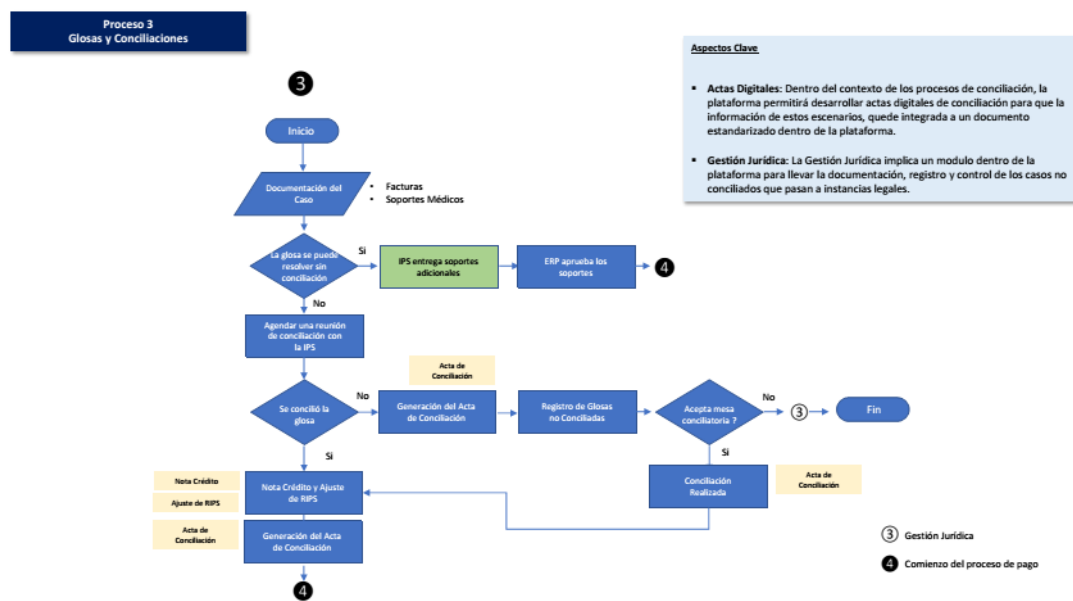 Proceso 3
Glosas y Conciliaciones
Aspectos Clave
▪ Actas Digitales: Dentro del contexto de los procesos de conciliación, la
plataforma permitirá desarrollar actas digitales de conciliación para que la
información de estos escenarios, quede integrada a un documento
estandarizado dentro de la plataforma.
▪ Gestión Jurídica: La Gestión Jurídica implica un modulo dentro de la
plataforma para llevar la documentación, registro y control de los casos no
conciliados que pasan a instancias legales.
3
Inicio
Documentación del
Caso
• Facturas
• Soportes Médicos
La glosa se puede
resolver sin
conciliación
Si
IPS entrega soportes
adicionales
ERP aprueba los
soportes
4
No
Agendar una reunión
de conciliación con
la IPS
Acta de
Conciliación
Se concilió la
glosa
No
Generación del Acta
de Conciliación
Registro de Glosas
no Conciliadas
Acepta mesa
conciliatoria ?
No
3
Fin
Si
Si
Nota Crédito
Ajuste de RIPS
Nota Crédito y Ajuste
de RIPS
Conciliación
Realizada
Acta de
Conciliación
Acta de
Conciliación
Generación del Acta
de Conciliación
4
3 Gestión Jurídica
4 Comienzo del proceso de pago